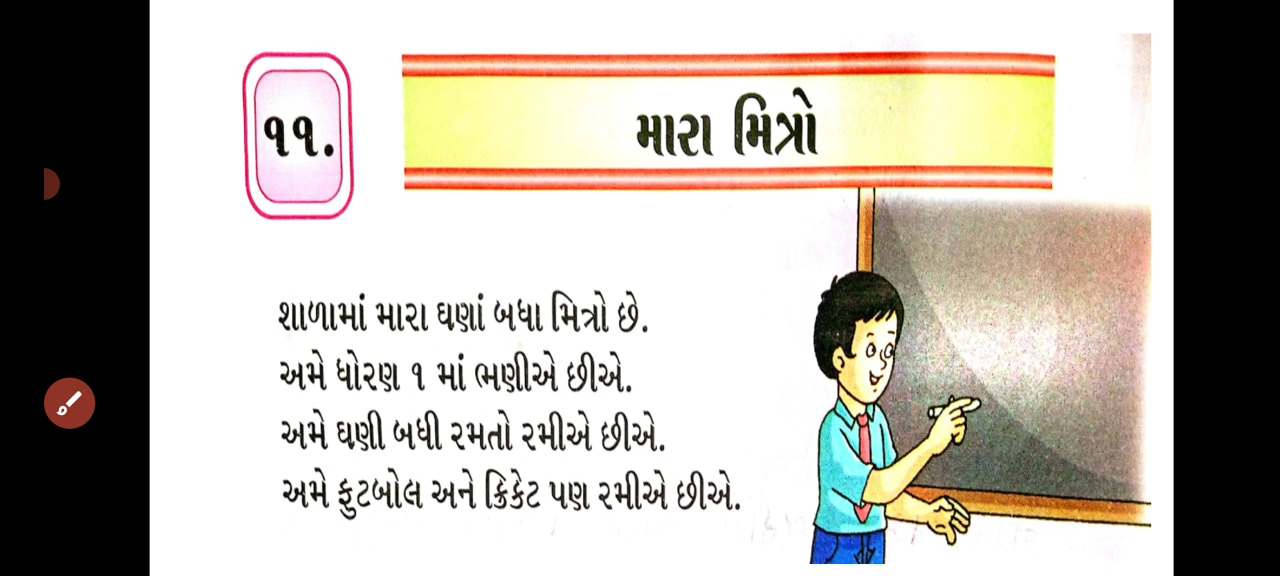 ૧૧.
મારા મિત્રો
શાળામાં મારા ઘણાં બધા મિત્રો છે.
અમે ધોરણ ૧ માં ભણીએ છીએ.
અમે ઘણી બધી રમતો રમીએ છીએ.
અમે ફુટબોલ અને ક્રિકેટ પણ રમીએ છીએ.